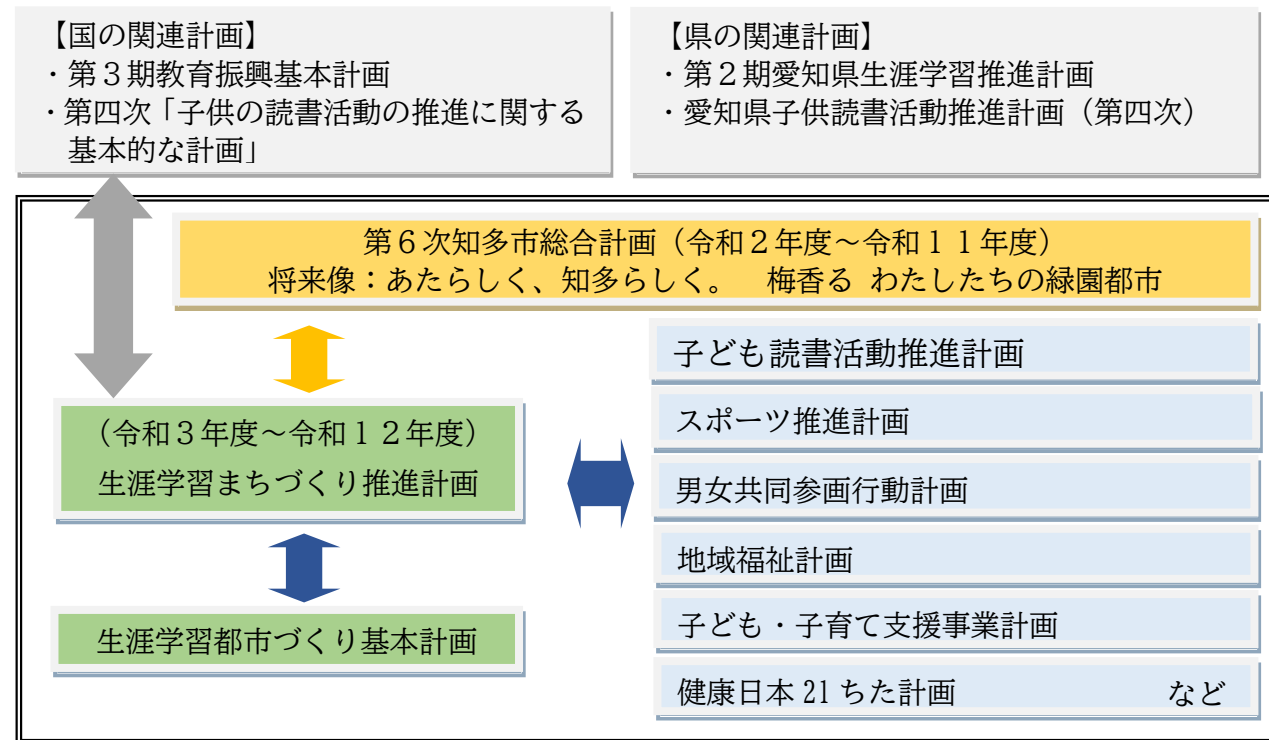 【国の関連計画】
・第３期教育振興基本計画
・第四次「子供の読書活動の推進に関する
基本的な計画」
【県の関連計画】
・第２期愛知県生涯学習推進計画
・愛知県子供読書活動推進計画（第四次）
第６次知多市総合計画（令和２年度～令和１１年度）
将来像：あたらしく、知多らしく。　梅香る わたしたちの緑園都市
（令和３年度～令和１２年度）
生涯学習まちづくり推進計画
生涯学習都市づくり基本計画
子ども読書活動推進計画
スポーツ推進計画
男女共同参画行動計画
地域福祉計画
子ども・子育て支援事業計画
健康日本 21 ちた計画　　　　　　など